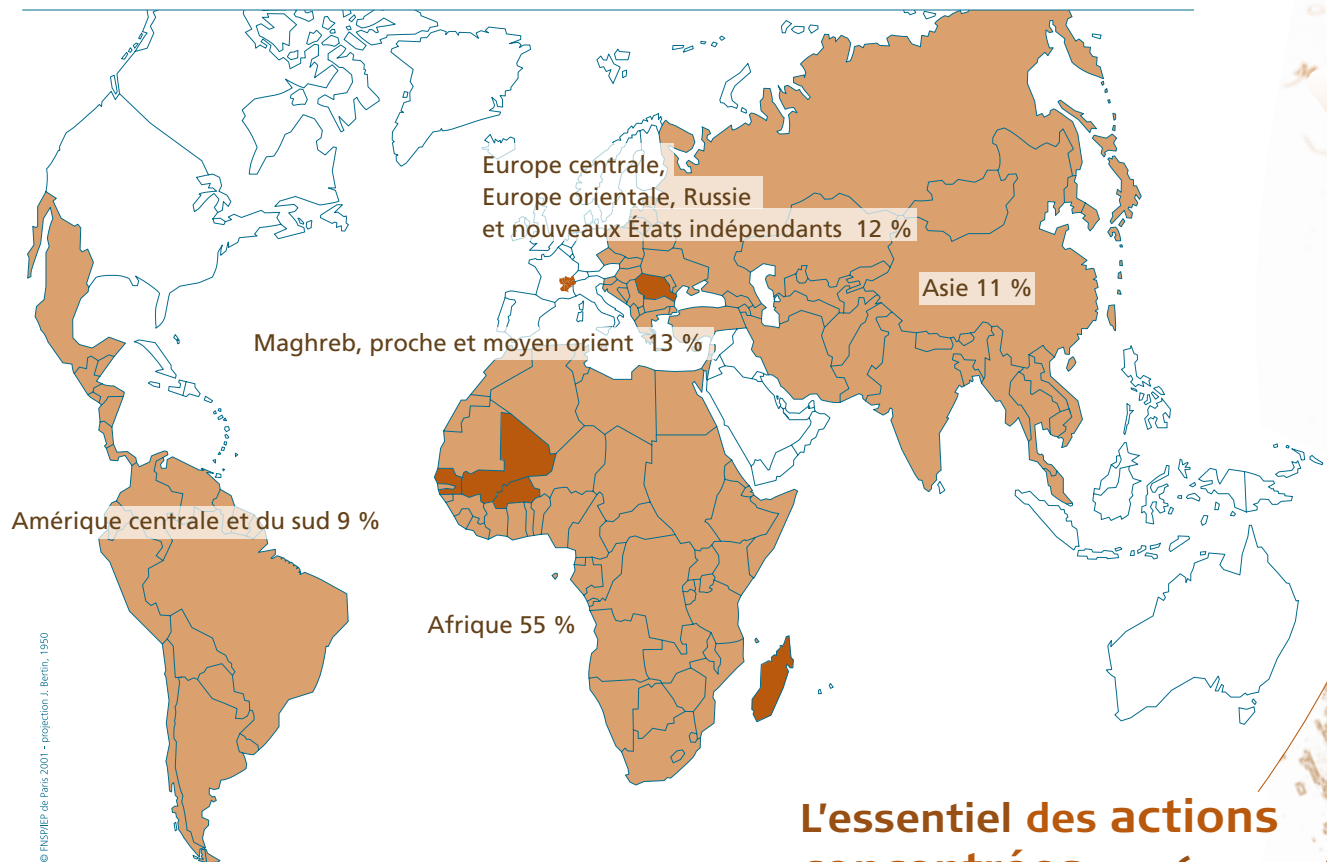 Europe centrale,
Europe orientale, Russie
et nouveaux États indépendants 12 %
Asie 11 %
Maghreb, proche et moyen orient 13 %
Amérique centrale et du sud 9 %
Afrique 55 %
© FNSP/IEP de Paris 2001 - projection J. Bertin, 1950
L'essentiel des actions
concentrées